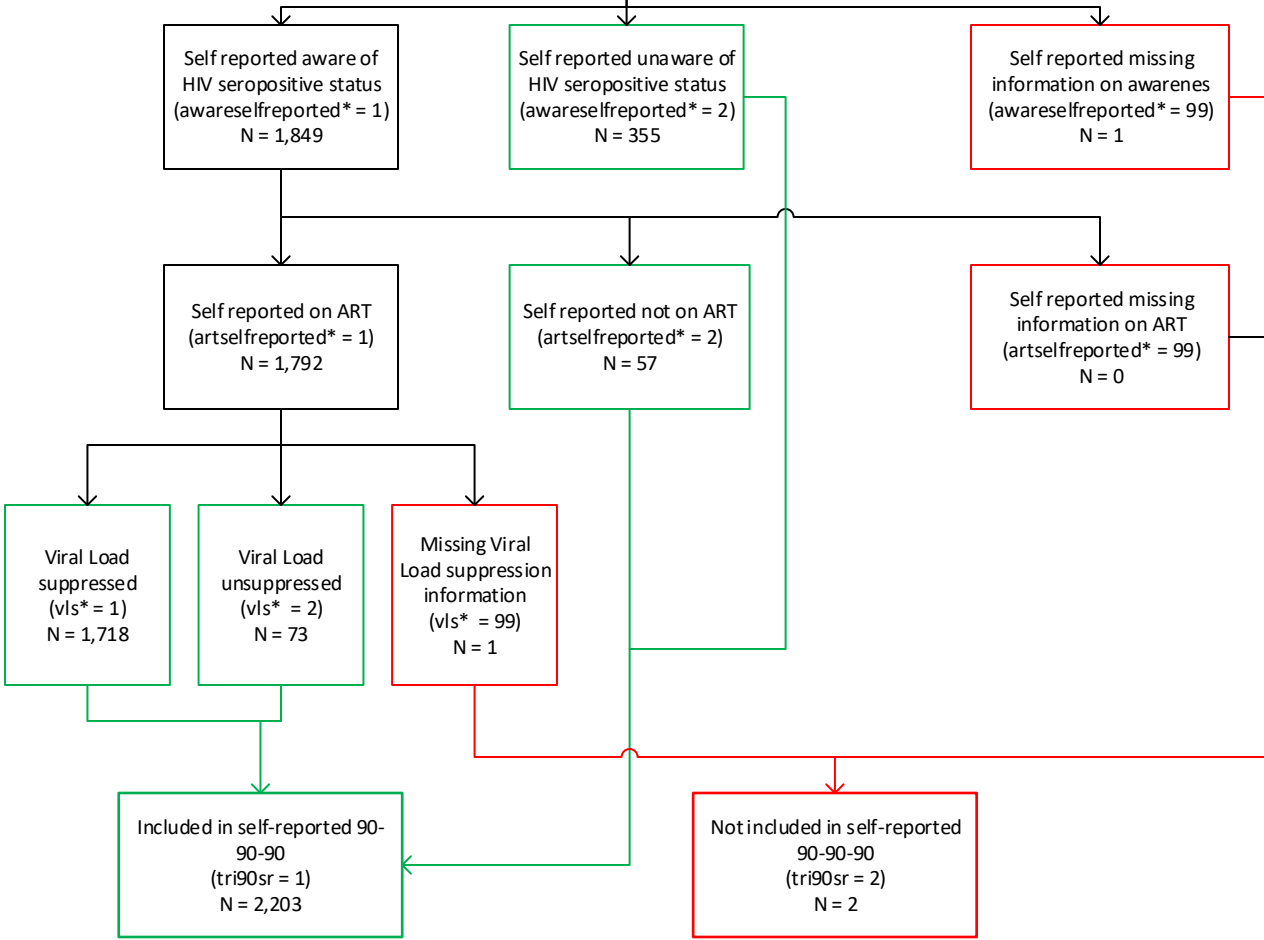 Self reported aware of
HIV seropositive status
(awareselfreported* = 1)
N = 1,849
Self reported unaware of
HIV seropositive status
(awareselfreported* = 2)
N = 355
Self reported missing
information on awarenes
(awareselfreported* = 99)
N = 1
Self reported on ART
(artselfreported* = 1)
N = 1,792
Self reported not on ART
(artselfreported* = 2)
N = 57
Self reported missing
information on ART
(artselfreported* = 99)
N = 0
Viral Load
suppressed
(vls* = 1)
N = 1,718
Viral Load
unsuppressed
(vls* = 2)
N = 73
Missing Viral
Load suppression
information
(vls* = 99)
N = 1
Included in self-reported 90-
90-90
(tri90sr = 1)
N = 2,203
Not included in self-reported
90-90-90
(tri90sr = 2)
N = 2